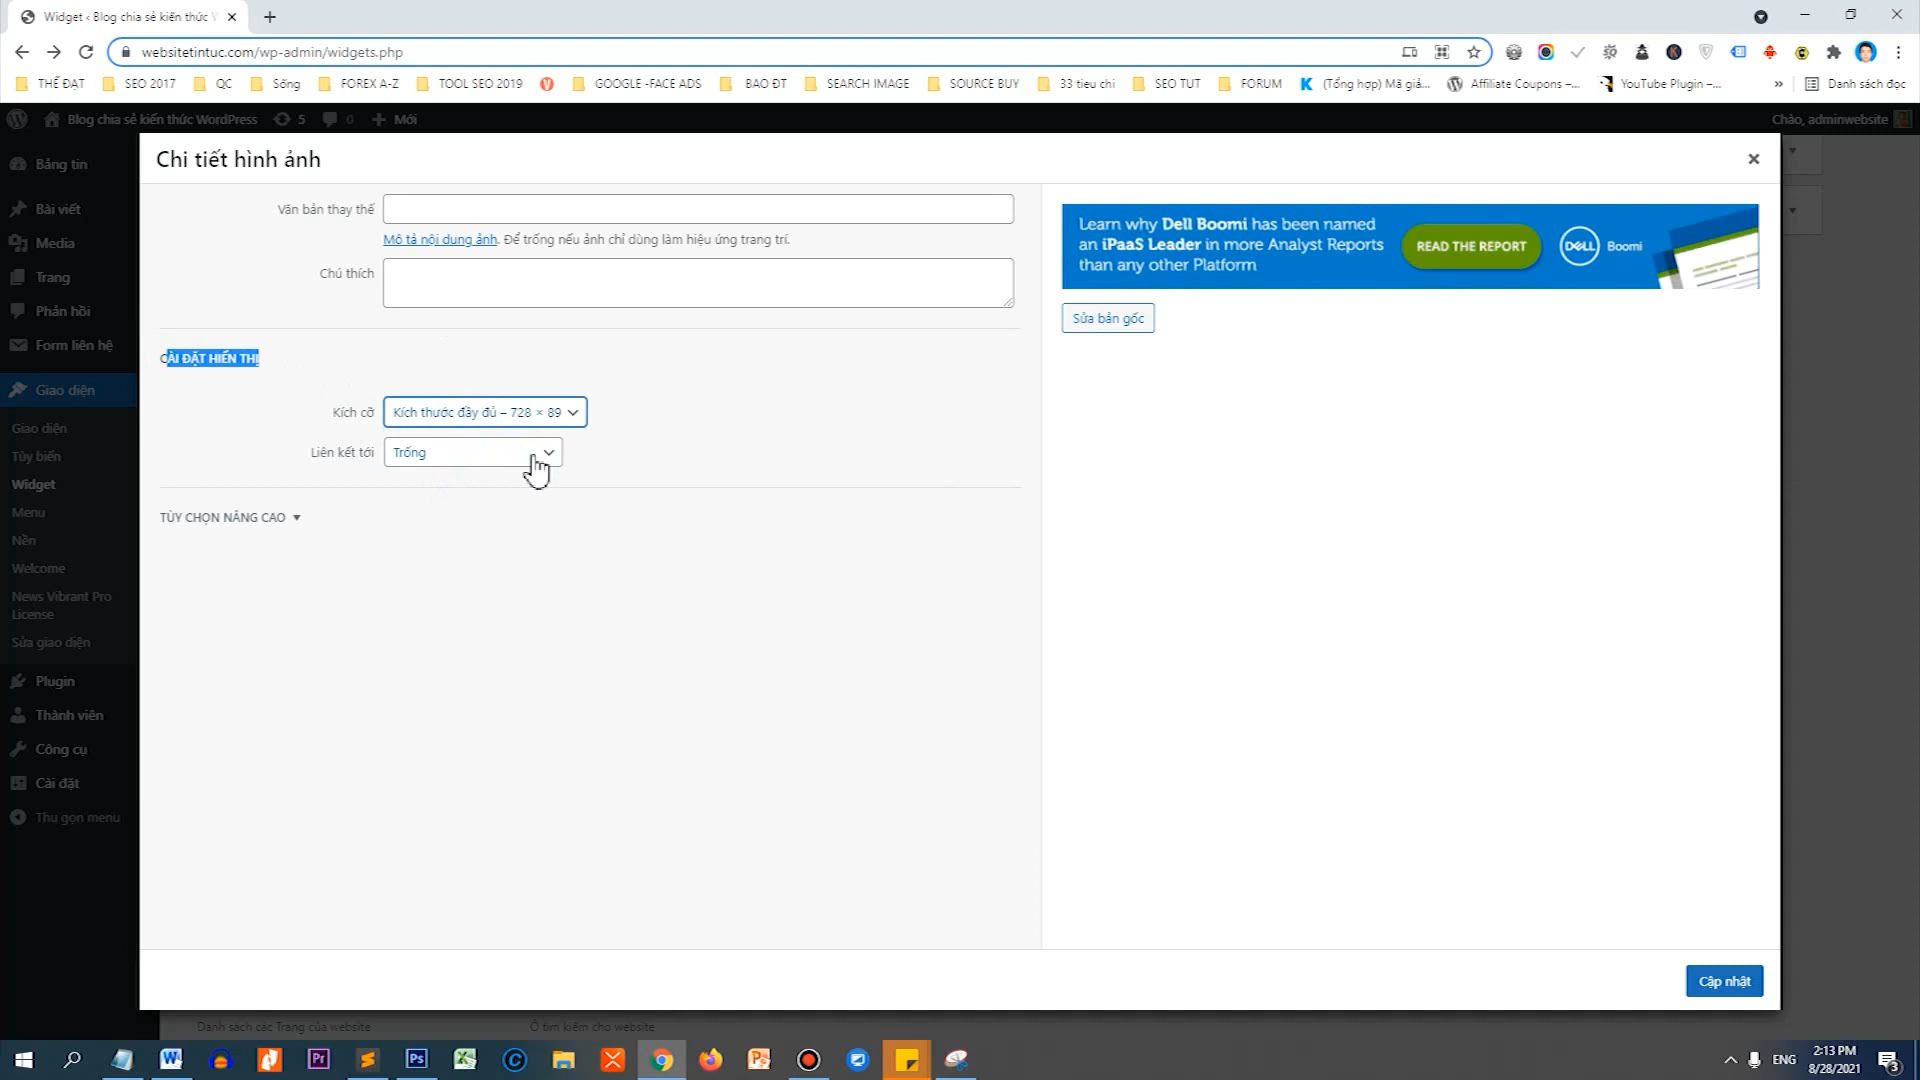 Widget ‹ Blog chia sẻ kiến thức W
websitetintuc.com/wp-admin/widgets.php
THẾ ĐẠT
SEO 2017
QC
Sống
FOREX A-Z
TOOL SEO 2019
GOOGLE -FACE ADS
BAO ĐT
SEARCH IMAGE
SOURCE BUY
33 tieu chi
SEO TUT
FORUM
(Tổng hợp) Mã giả...
Affiliate Coupons –...
YouTube Plugin –...
»
Danh sách đọc
Blog chia sẻ kiến thức WordPress
5
0
Mới
Chào, adminwebsite
Bảng tin
Bài viết
Media
Trang
Phản hồi
Form liên hệ
Giao diện
Giao diện
Tùy biến
Widget
Menu
Nền
Welcome
News Vibrant Pro
License
Sửa giao diện
Plugin
Thành viên
Công cụ
Cài đặt
Thu gọn menu
Chi tiết hình ảnh
Văn bản thay thế
Mô tả nội dung ảnh. Để trống nếu ảnh chỉ dùng làm hiệu ứng trang trí.
Chú thích
CÀI ĐẶT HIỂN THỊ
Kích cỡ
Kích thước đầy đủ – 728 × 89
Liên kết tới
Trống
TÙY CHỌN NÂNG CAO
Learn why Dell Boomi has been named
an iPaaS Leader in more Analyst Reports
than any other Platform
READ THE REPORT
DELL
Boomi
Sửa bản gốc
Cập nhật
Danh sách các Trang của website
Ô tìm kiếm cho website
ENG
2:13 PM
8/28/2021
3